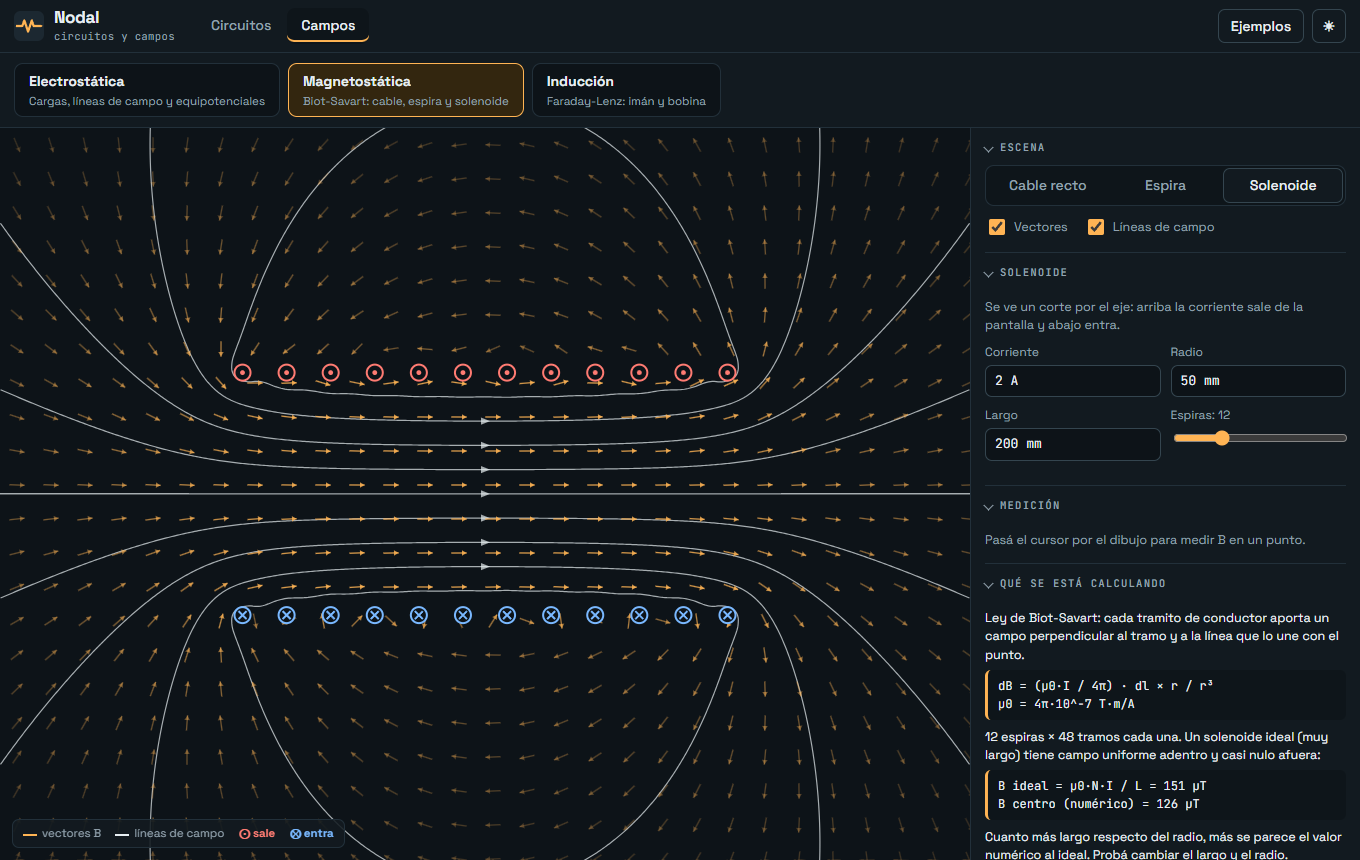 Nodal
circuitos y campos
Circuitos
Campos
Ejemplos
Electrostática
Cargas, líneas de campo y equipotenciales
Magnetostática
Biot-Savart: cable, espira y solenoide
Inducción
Faraday-Lenz: imán y bobina
ESCENA
Cable recto
Espira
Solenoide
Vectores
Líneas de campo
SOLENOIDE
Se ve un corte por el eje: arriba la corriente sale de la
pantalla y abajo entra.
Corriente
Radio
2 A
50 mm
Largo
Espiras: 12
200 mm
MEDICIÓN
Pasá el cursor por el dibujo para medir B en un punto.
QUÉ SE ESTÁ CALCULANDO
Ley de Biot-Savart: cada tramito de conductor aporta un
campo perpendicular al tramo y a la línea que lo une con el
punto.
dB = (μ0·I / 4π) · dl × r / r³
μ0 = 4π·10^-7 T·m/A
12 espiras × 48 tramos cada una. Un solenoide ideal (muy
largo) tiene campo uniforme adentro y casi nulo afuera:
B ideal = μ0·N·I / L = 151 μT
B centro (numérico) = 126 μT
Cuanto más largo respecto del radio, más se parece el valor
numérico al ideal. Probá cambiar el largo y el radio.
vectores B
líneas de campo
sale
entra